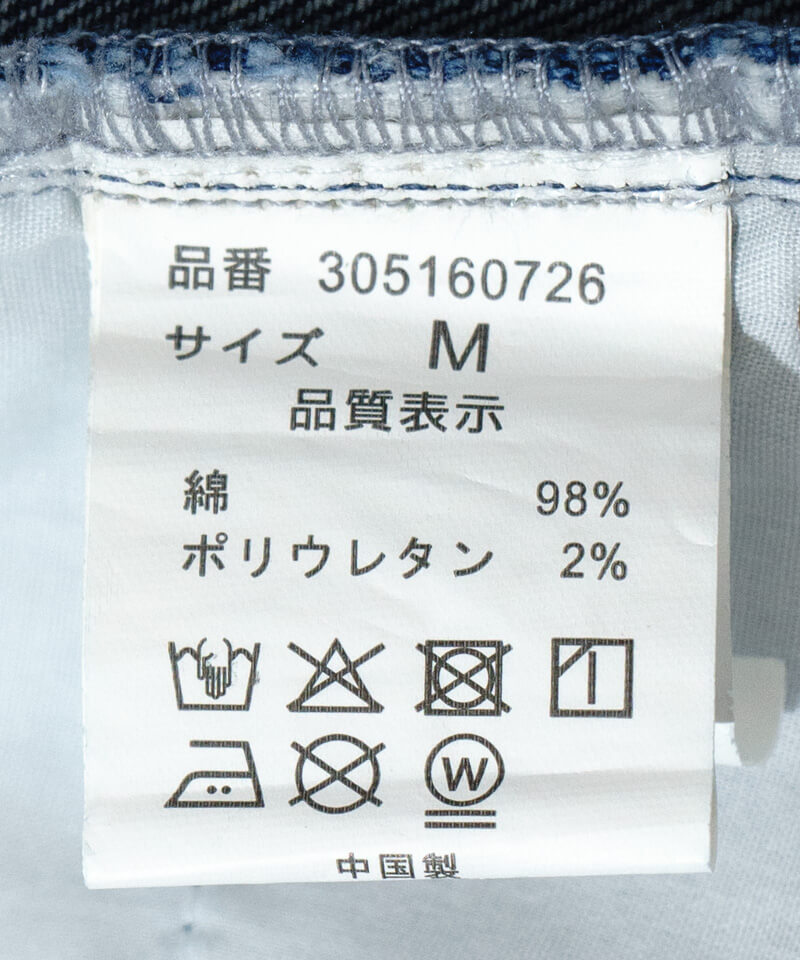 品番 305160726
サイズ M
品質表示
綿 98%
ポリウレタン 2%
W
中国製